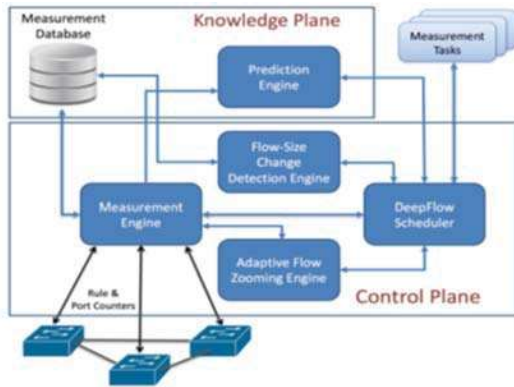 Measurement
Database
Knowledge Plane
Measurement
Tasks
Prediction
Engine
Flow-Size
Change
Detection Engine
Measurement
Engine
DeepFlow
Scheduler
Adaptive Flow
Zooming Engine
Rule &
Port Counters
Control Plane